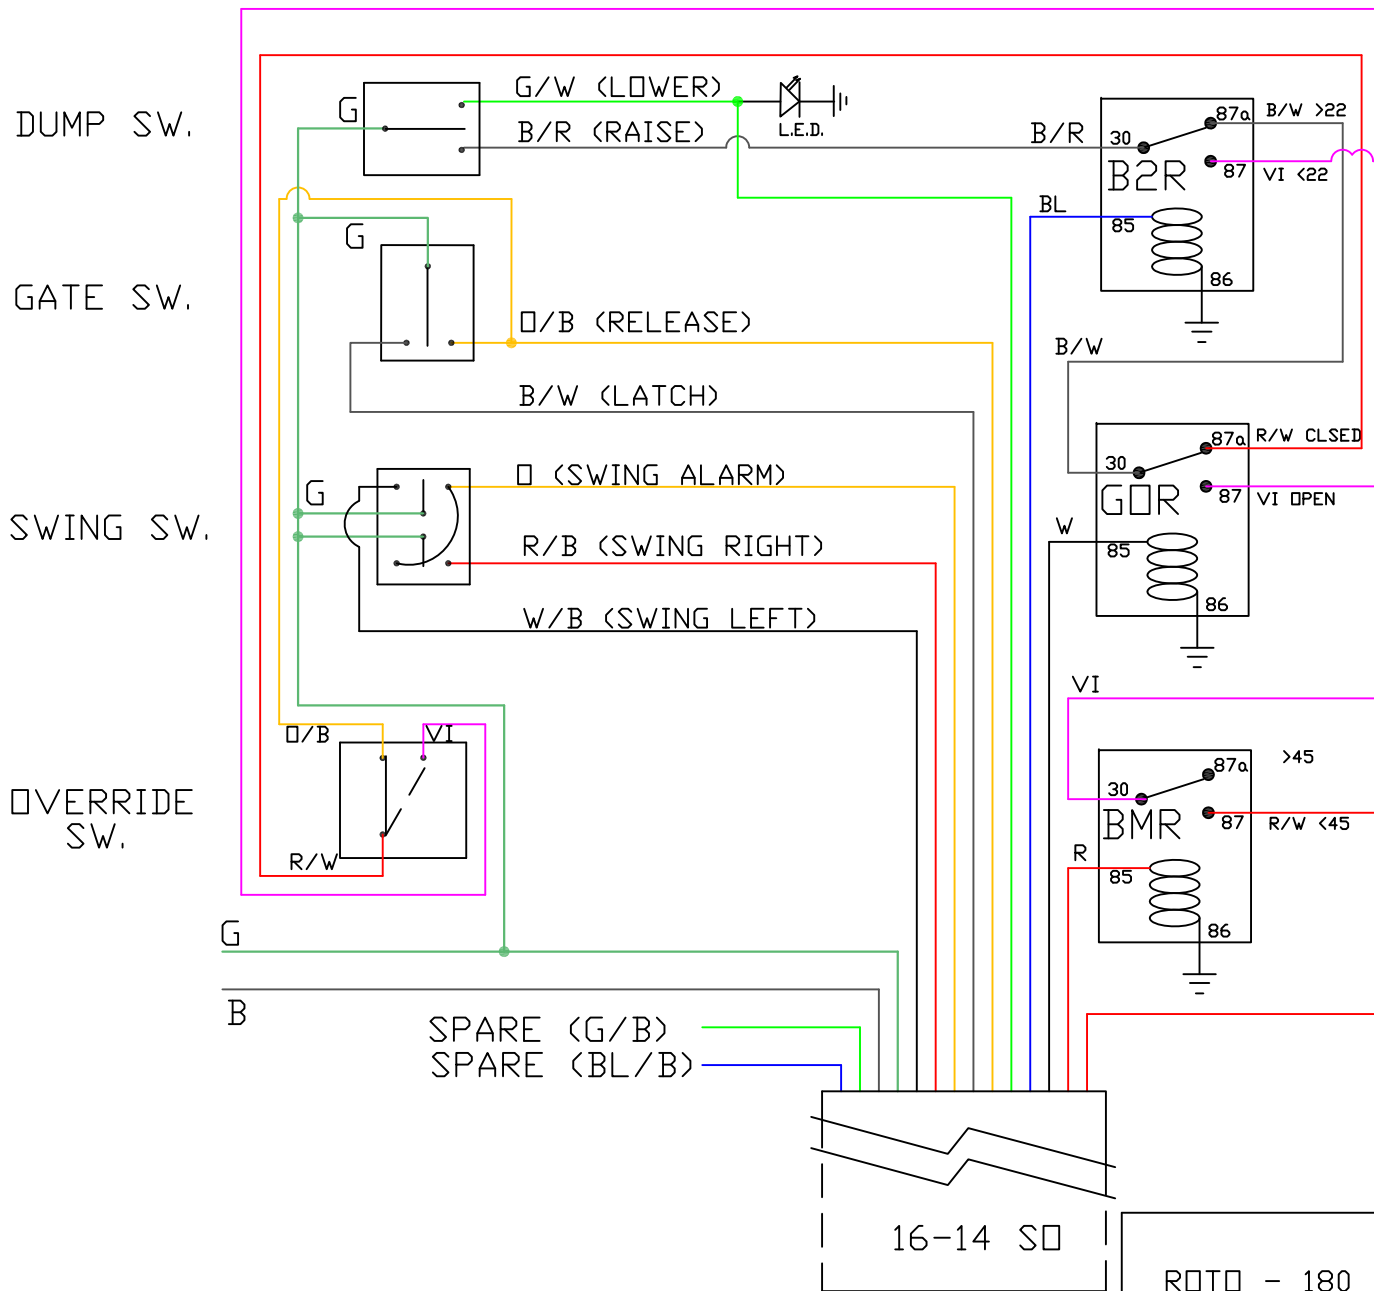 DUMP SW.
G
G/W (LOWER)
L.E.D.
B/R (RAISE)
B/R
30
87a
B/W >22
B2R
87
VI <22
BL
85
86
GATE SW.
G
O/B (RELEASE)
B/W (LATCH)
B/W
30
87a
R/W CLSED
GOR
87
VI OPEN
W
85
86
SWING SW.
G
O (SWING ALARM)
R/B (SWING RIGHT)
W/B (SWING LEFT)
VI
30
87a
>45
BMR
87
R/W <45
R
85
86
OVERRIDE
SW.
O/B
VI
R/W
G
B
SPARE (G/B)
SPARE (BL/B)
16-14 SO
ROTO - 180